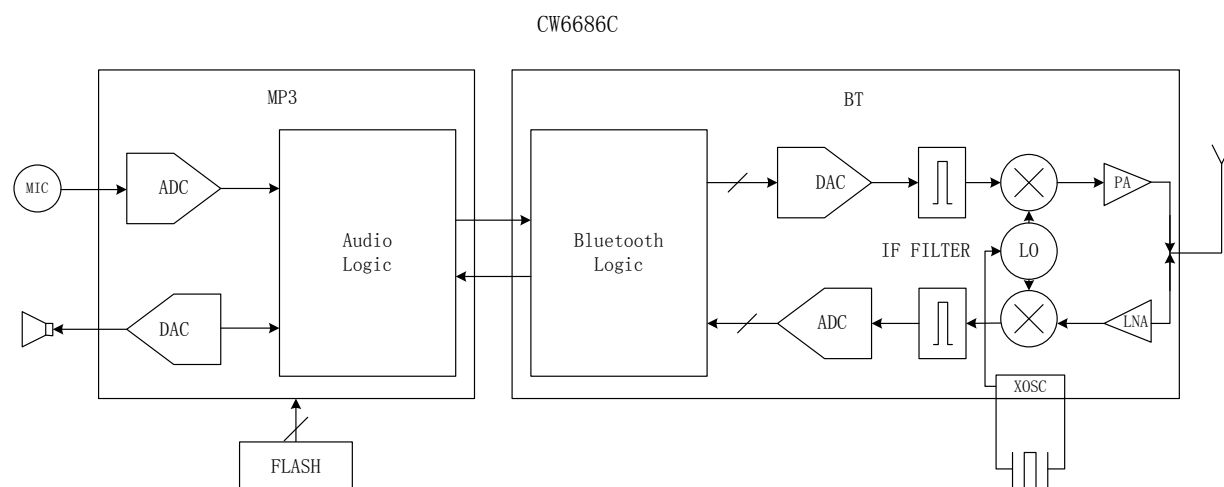 CW6686C
MP3
BT
MIC
ADC
DAC
PA
Audio
Logic
Bluetooth
Logic
IF FILTER
LO
DAC
ADC
LNA
XOSC
FLASH